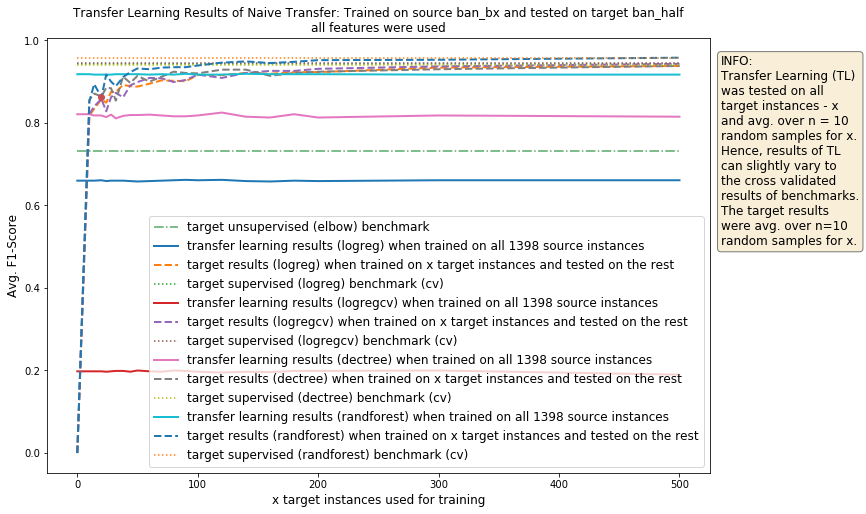 Transfer Learning Results of Naive Transfer: Trained on source ban_bx and tested on target ban_half
all features were used
1.0
0.8
0.6
0.4
0.2
0.0
Avg. F1-Score
0
100
200
300
400
500
x target instances used for training
target unsupervised (elbow) benchmark
transfer learning results (logreg) when trained on all 1398 source instances
target results (logreg) when trained on x target instances and tested on the rest
target supervised (logreg) benchmark (cv)
transfer learning results (logregcv) when trained on all 1398 source instances
target results (logregcv) when trained on x target instances and tested on the rest
target supervised (logregcv) benchmark (cv)
transfer learning results (dectree) when trained on all 1398 source instances
target results (dectree) when trained on x target instances and tested on the rest
target supervised (dectree) benchmark (cv)
transfer learning results (randforest) when trained on all 1398 source instances
target results (randforest) when trained on x target instances and tested on the rest
target supervised (randforest) benchmark (cv)
INFO:
Transfer Learning (TL)
was tested on all
target instances - x
and avg. over n = 10
random samples for x.
Hence, results of TL
can slightly vary to
the cross validated
results of benchmarks.
The target results
were avg. over n=10
random samples for x.